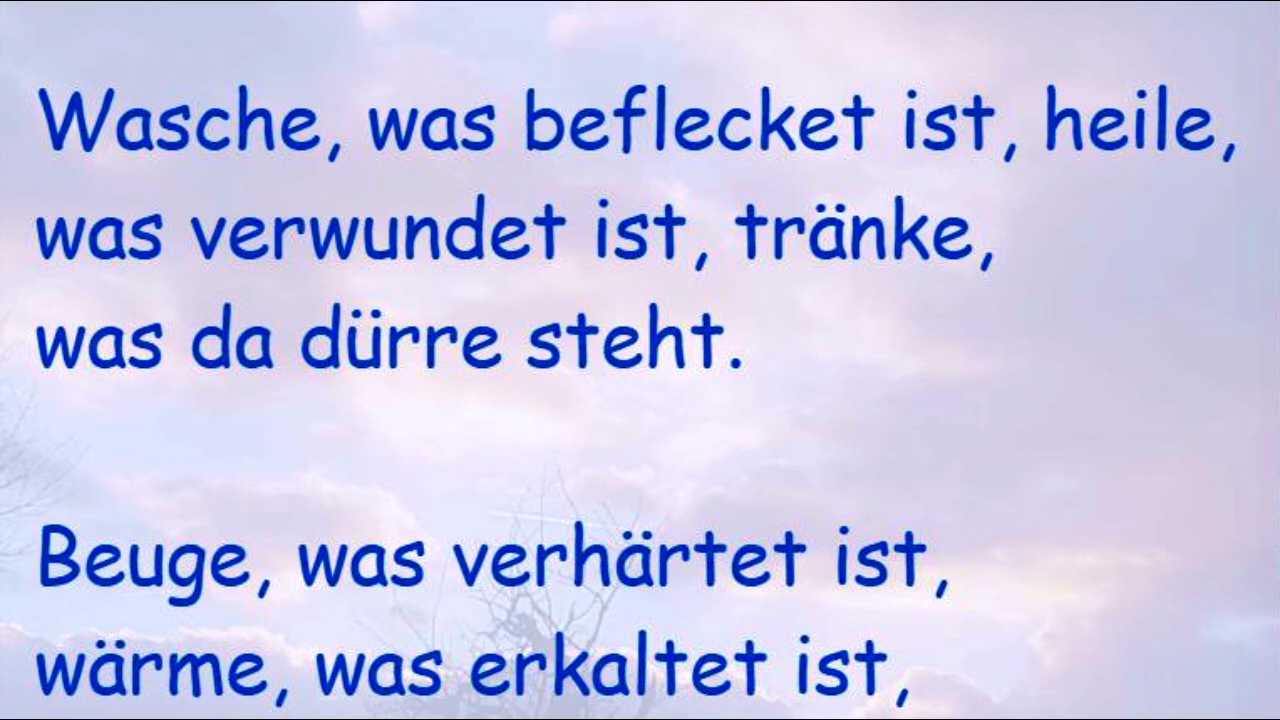 Wasche, was beflecket ist, heile,
was verwundet ist, tränke,
was da dürre steht.
Beuge, was verhärtet ist,
wärme, was erkaltet ist,